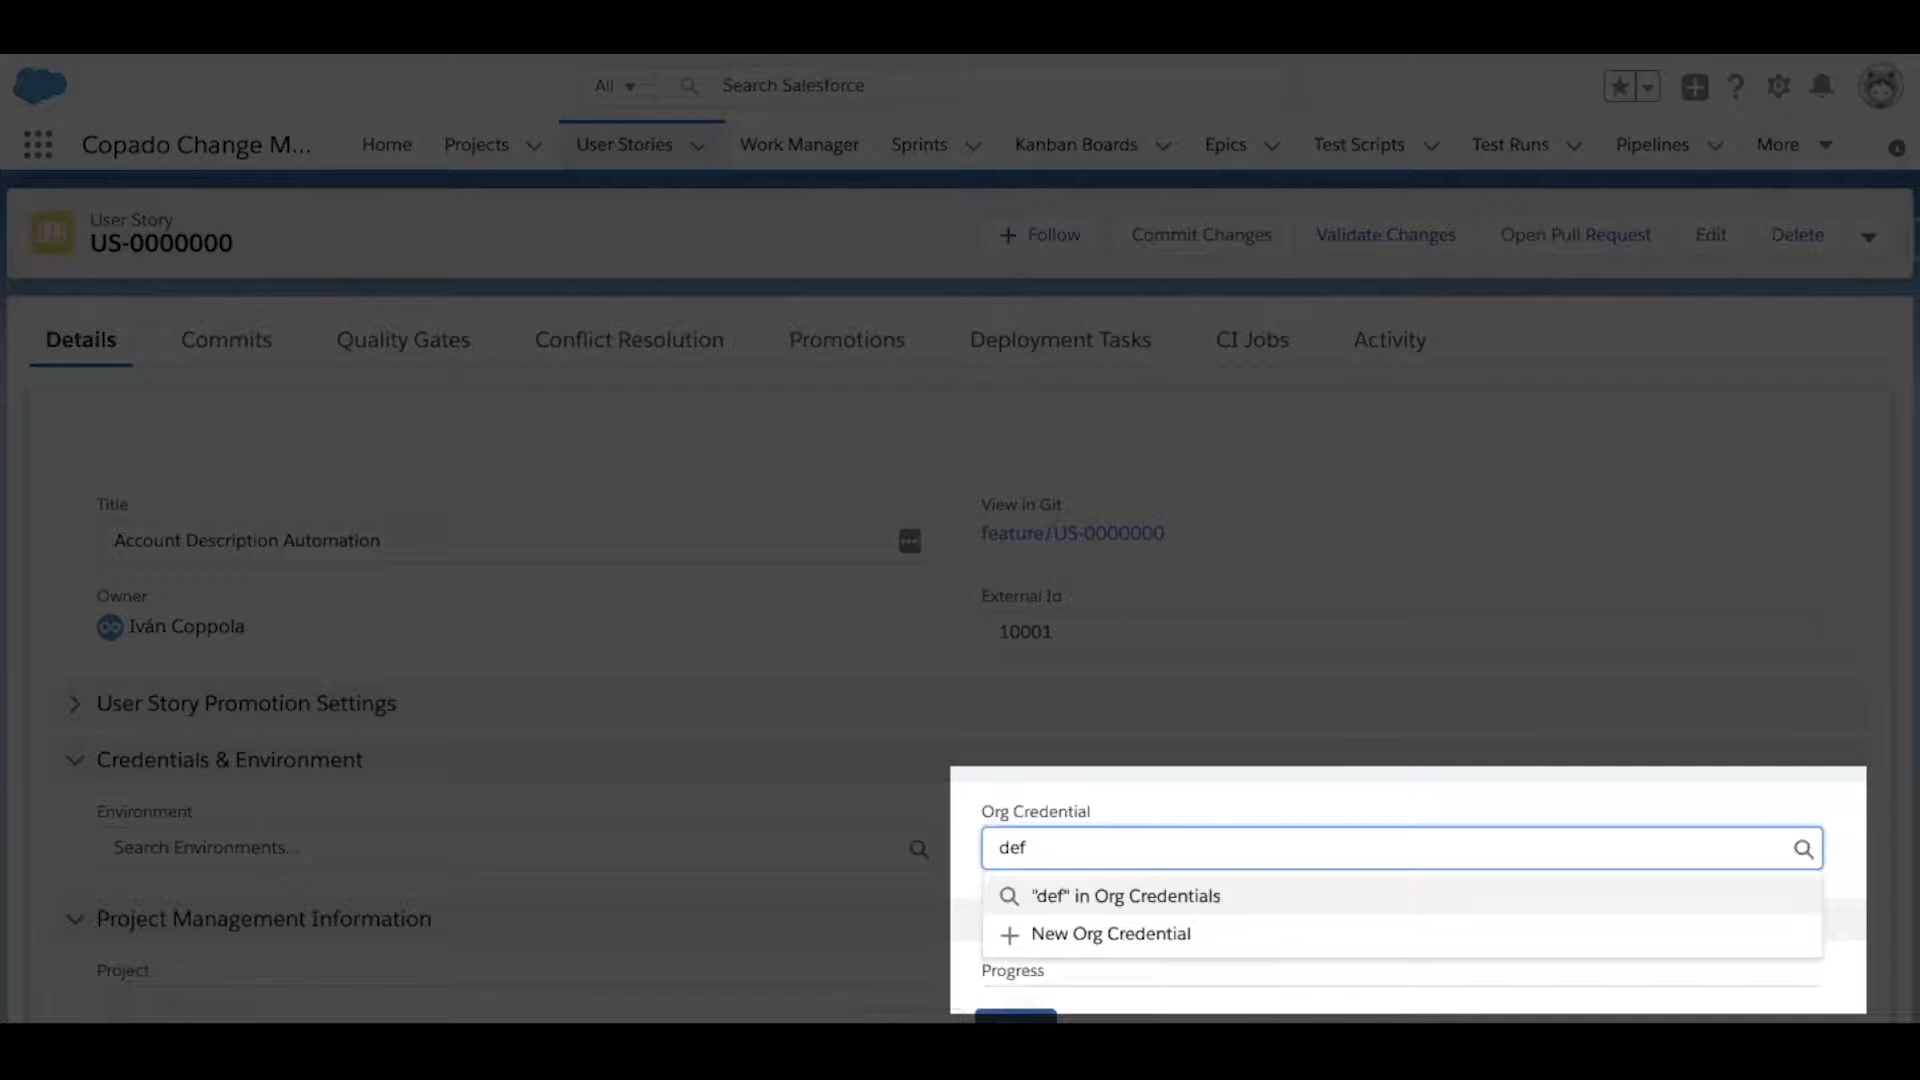 All
Search Salesforce
Copado Change M...
Home
Projects
User Stories
Work Manager
Sprints
Kanban Boards
Epics
Test Scripts
Test Runs
Pipelines
More
User Story
US-0000000
Follow
Commit Changes
Validate Changes
Open Pull Request
Edit
Delete
Details
Commits
Quality Gates
Conflict Resolution
Promotions
Deployment Tasks
CI Jobs
Activity
Title
Account Description Automation
View in Git
feature/US-0000000
Owner
Iván Coppola
External Id
10001
User Story Promotion Settings
Credentials & Environment
Environment
Search Environments...
Org Credential
def
"def" in Org Credentials
New Org Credential
Project Management Information
Project
Progress